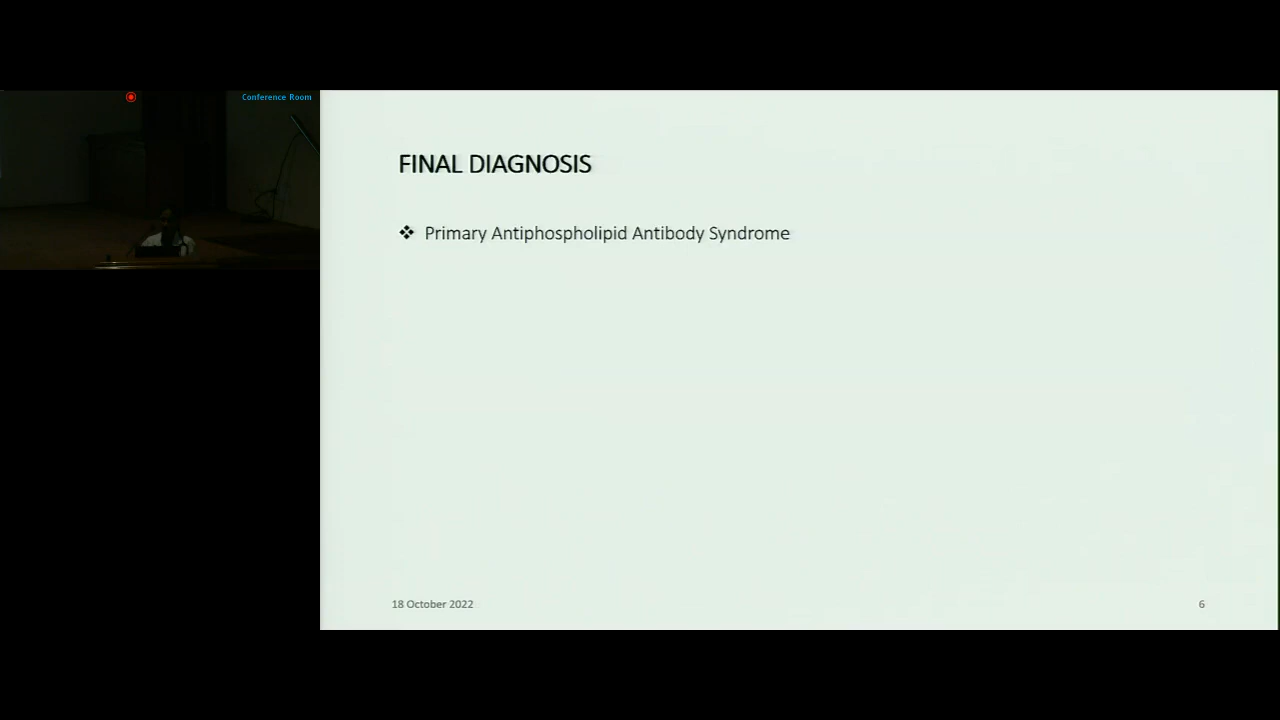 Conference Room
FINAL DIAGNOSIS
❖ Primary Antiphospholipid Antibody Syndrome
18 October 2022
6